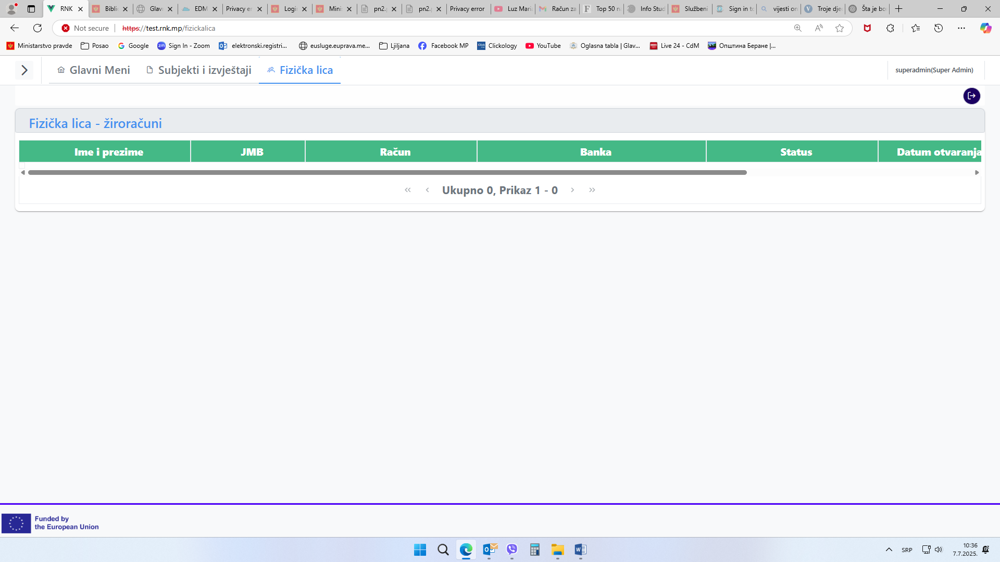 RNK
Bibli
Glav
EDM
Privacy er
Logi
Mini
pn2.
pn2.
Privacy error
Luz Mari
Račun za
Top 50 n
Info Stud
Službeni
Sign in to
vijesti on
Troje dje
Šta je bo
Not secure
https://test.rnk.mp/fizickalica
Ministarstvo pravde
Posao
Google
Sign In - Zoom
elektronski.registri...
eusluge.euprava.me...
Ljiljana
Facebook MP
Clickology
YouTube
Oglasna tabla | Glav...
Live 24 - CdM
Општина Беране |...
Glavni Meni
Subjekti i izvještaji
Fizička lica
superadmin(Super Admin)
Fizička lica - žiroračuni
Ime i prezime
JMB
Račun
Banka
Status
Datum otvaranja
Ukupno 0, Prikaz 1 - 0
Funded by
the European Union
SRP
10:36
7.7.2025.